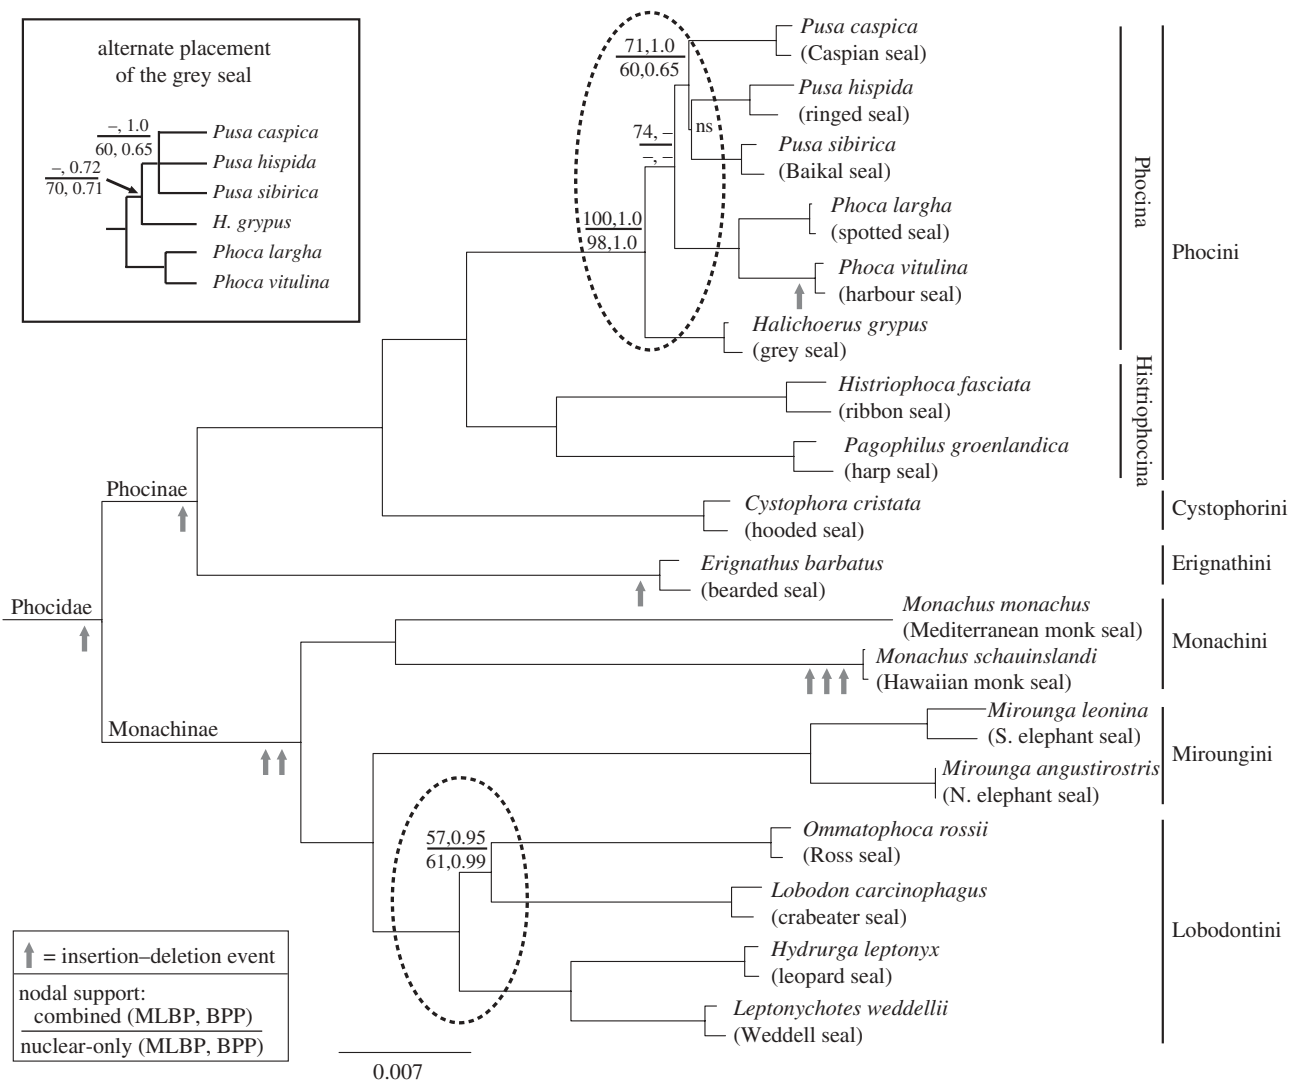 alternate placement
of the grey seal
–, 1.0
60, 0.65
–, 0.72
70, 0.71
Pusa caspica
Pusa hispida
Pusa sibirica
H. grypus
Phoca largha
Phoca vitulina
71,1.0
60,0.65
ns
74, –
–, –
100,1.0
98,1.0
Pusa caspica
(Caspian seal)
Pusa hispida
(ringed seal)
Pusa sibirica
(Baikal seal)
Phoca largha
(spotted seal)
Phoca vitulina
(harbour seal)
Halichoerus grypus
(grey seal)
Histriophoca fasciata
(ribbon seal)
Pagophilus groenlandica
(harp seal)
Cystophora cristata
(hooded seal)
Erignathus barbatus
(bearded seal)
Monachus monachus
(Mediterranean monk seal)
Monachus schauinslandi
(Hawaiian monk seal)
Mirounga leonina
(S. elephant seal)
Mirounga angustirostris
(N. elephant seal)
Ommatophoca rossii
(Ross seal)
Lobodon carcinophagus
(crabeater seal)
Hydrurga leptonyx
(leopard seal)
Leptonychotes weddellii
(Weddell seal)
Phocina
Histriophocina
Phocini
Cystophorini
Erignathini
Monachini
Miroungini
Lobodontini
Phocinae
Phocidae
Monachinae
57,0.95
61,0.99
= insertion–deletion event
nodal support:
combined (MLBP, BPP)
nuclear-only (MLBP, BPP)
0.007